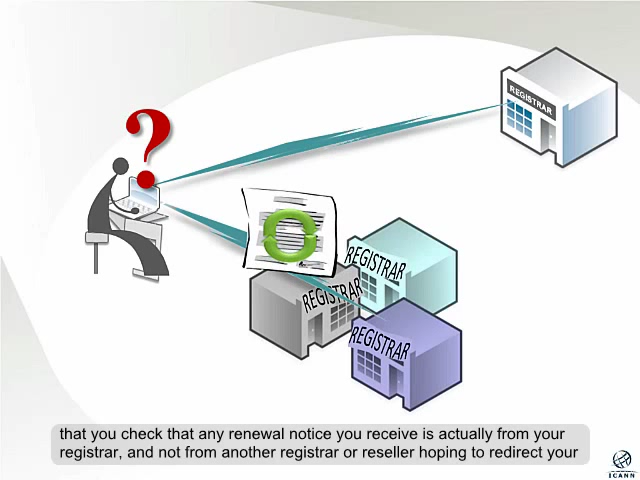 ?
REGISTRAR
REGISTRAR
REGISTRAR
REGISTRAR
that you check that any renewal notice you receive is actually from your
registrar, and not from another registrar or reseller hoping to redirect your
ICANN